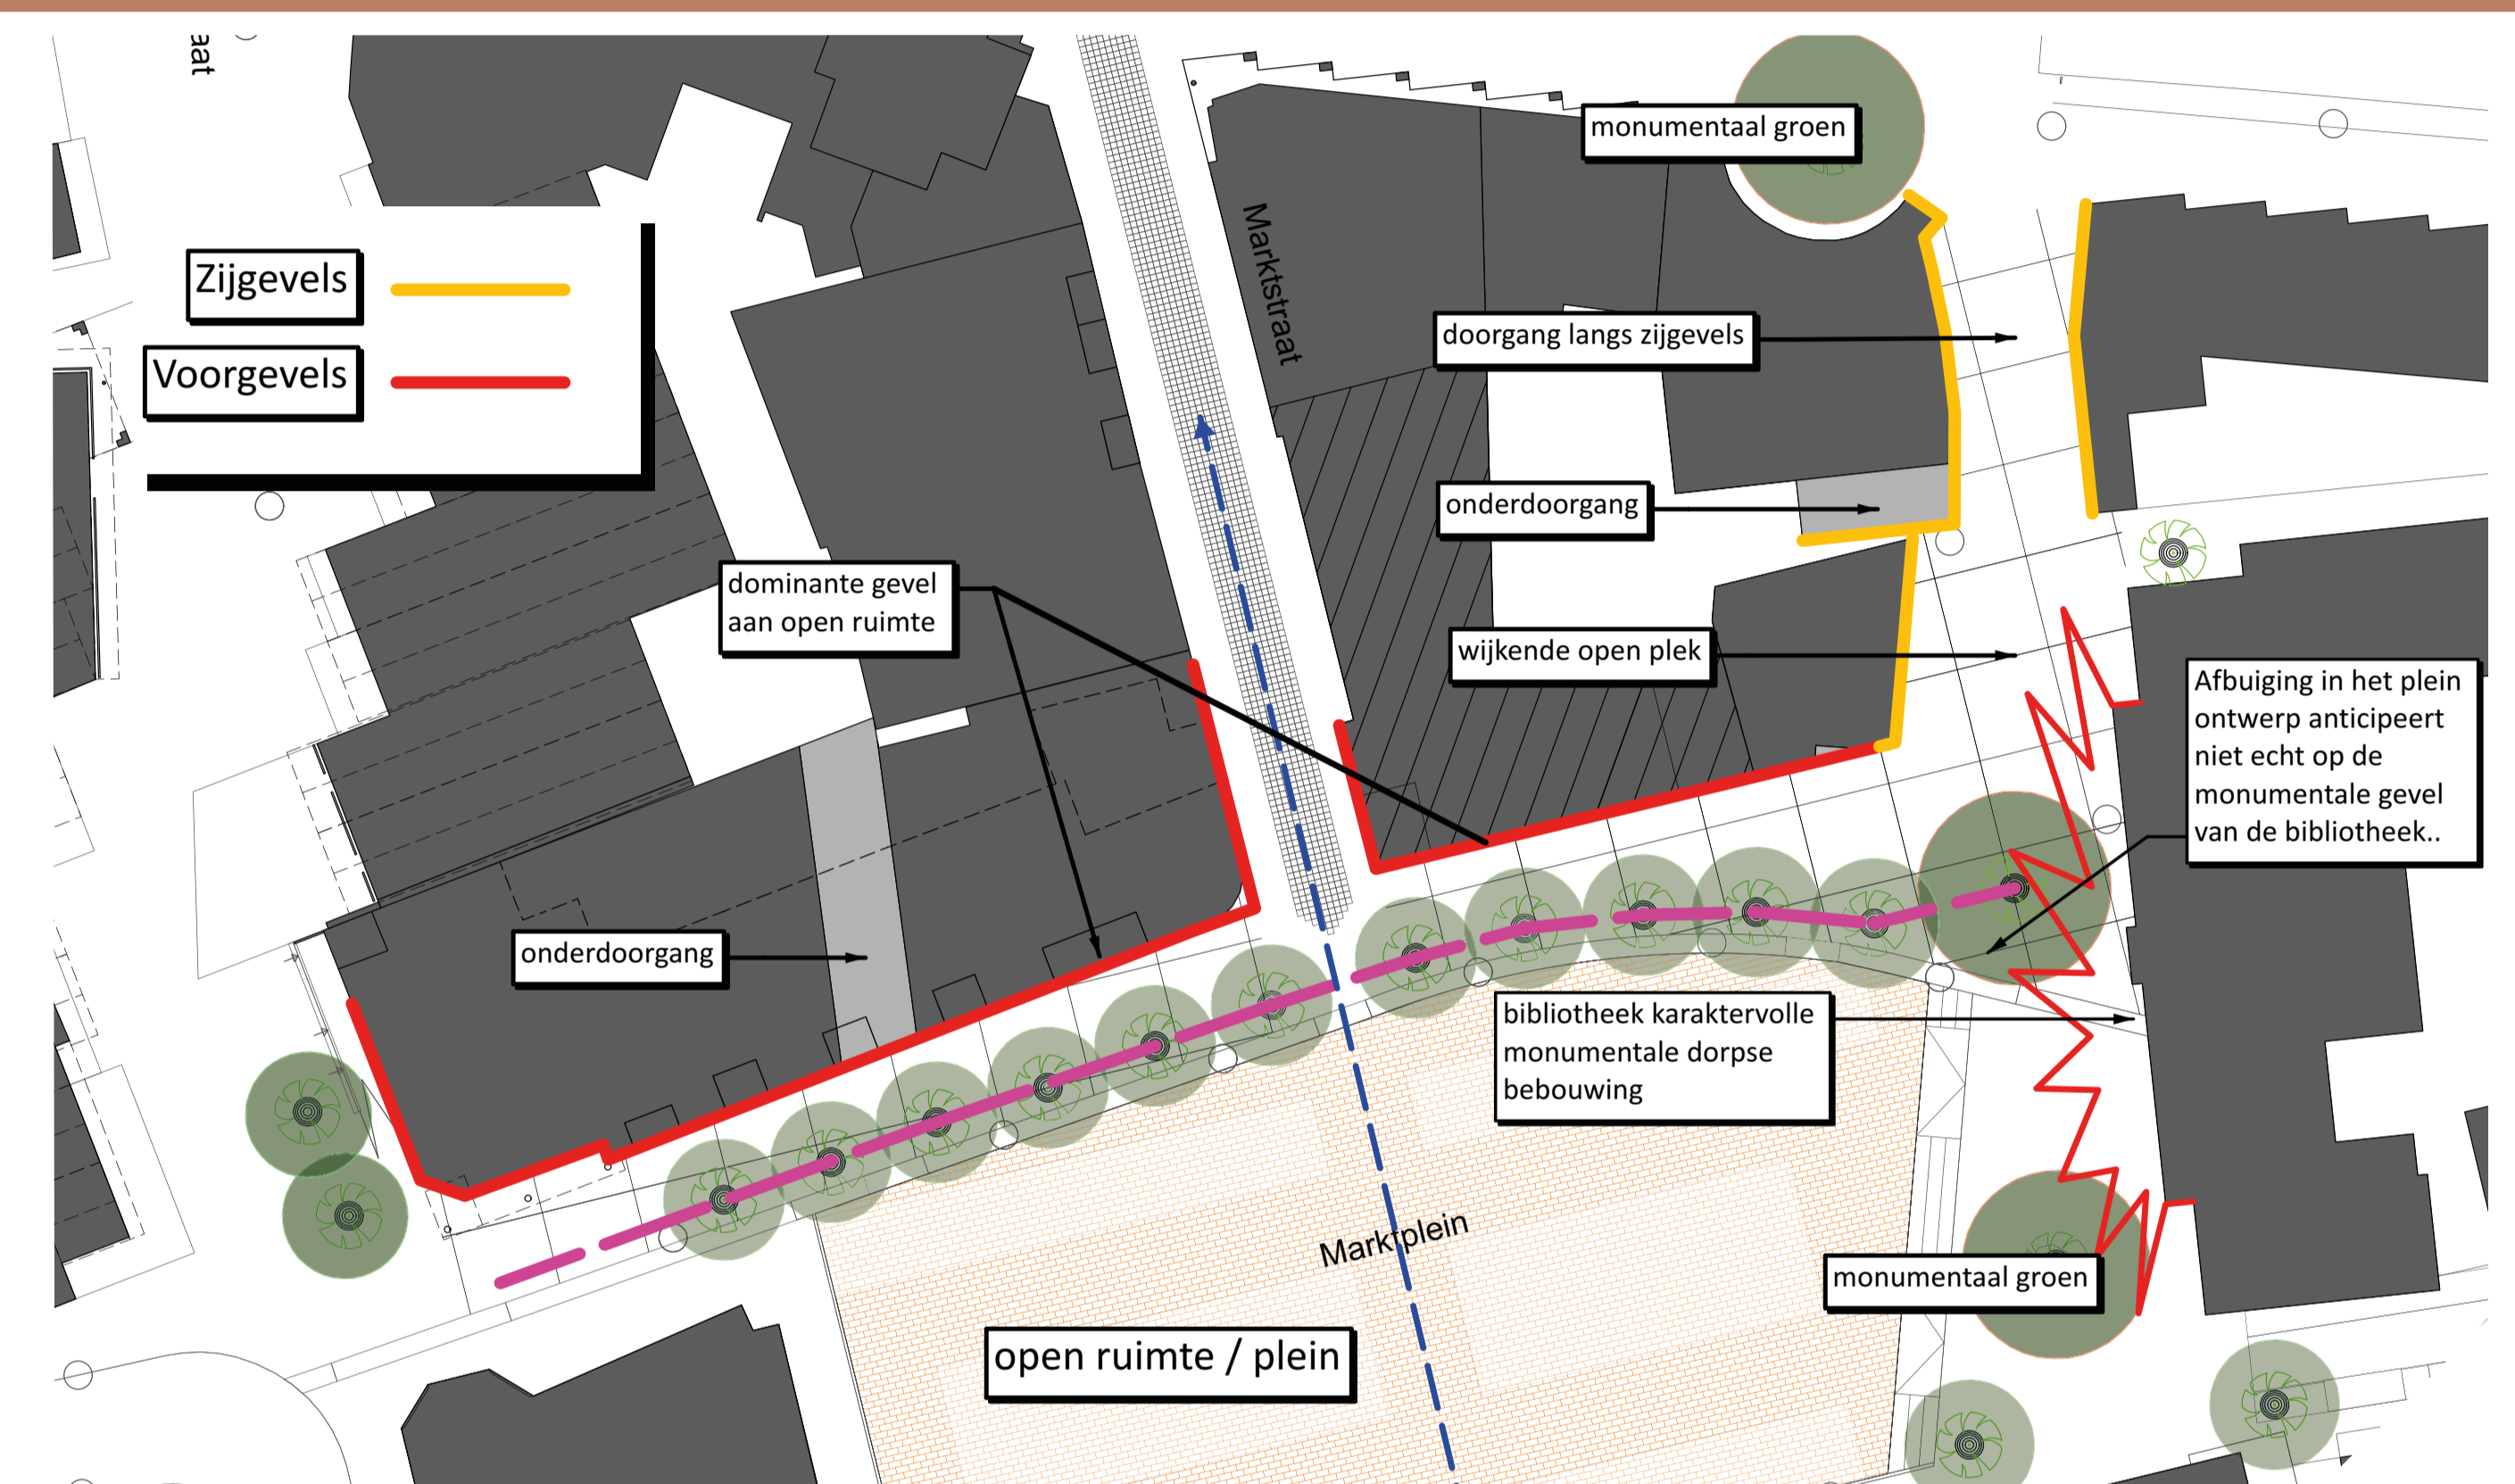 aat
monumentaal groen
Zijgevels
Marktstraat
doorgang langs zijgevels
Voorgevels
onderdoorgang
dominante gevel
aan open ruimte
wijkende open plek
Afbuiging in het plein
ontwerp anticipeert
niet echt op de
monumentale gevel
van de bibliotheek..
onderdoorgang
bibliotheek karaktervolle
monumentale dorpse
bebouwing
Marktplein
monumentaal groen
open ruimte / plein